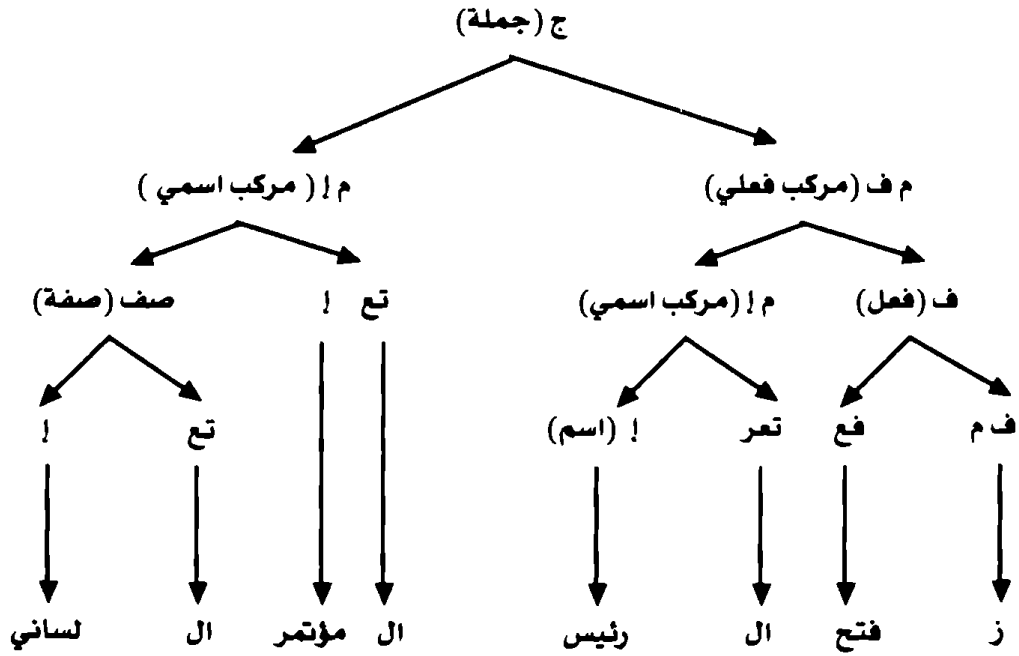 ج (جملة)
م ف (مركب فعلي) م إ ( مركب اسمي )
ف (فعل) م إ (مركب اسمي) تع إ صف (صفة)
ف م فع تعر إ (اسم) تع إ
ز فتح ال رئيس ال مؤتمر ال لساني